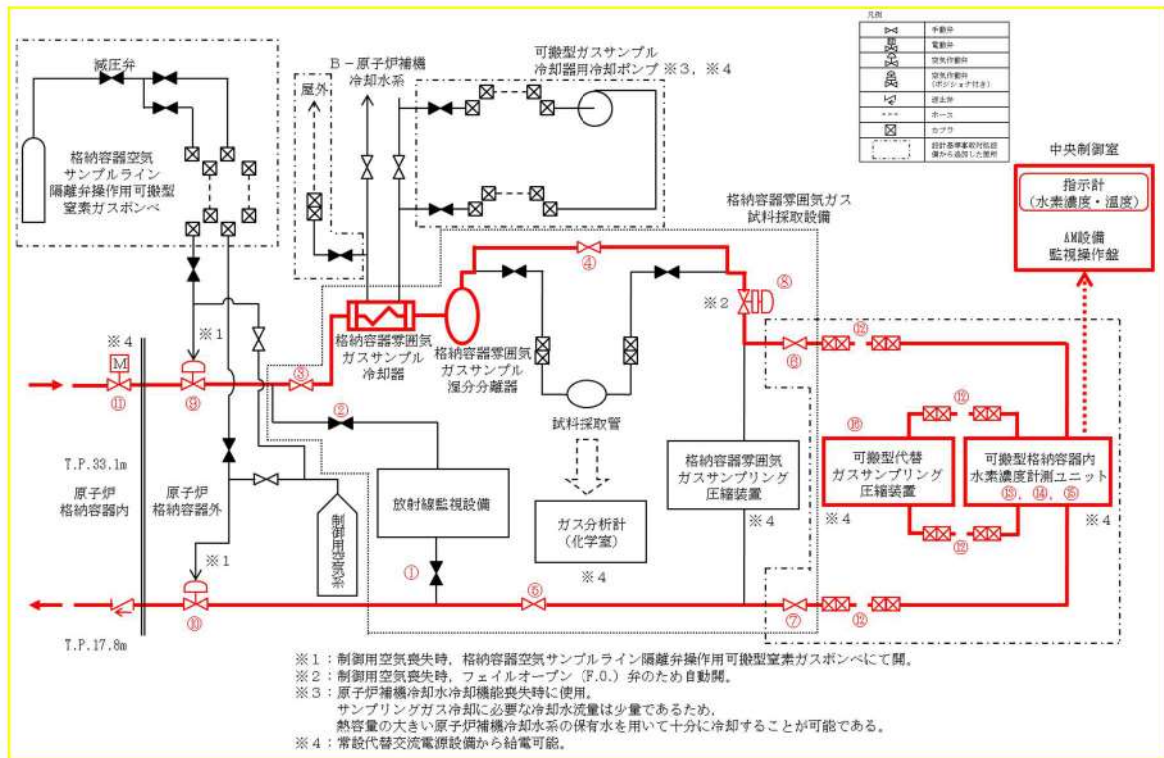 凡例
手動弁
電動弁
空気作動弁
空気作動弁
(ポジショナ付き)
逆止弁
ホース
カプラ
設計基準事故対処設
備から追加した箇所
減圧弁
格納容器空気
サンプルライン
隔離弁操作用可搬型
窒素ガスボンベ
屋外
B-原子炉補機
冷却水系
可搬型ガスサンプル
冷却器用冷却ポンプ ※3,※4
格納容器雰囲気ガス
試料採取設備
中央制御室
指示計
(水素濃度・温度)
AM設備
監視操作盤
④
⑧
※2
※1
※4
M
⑪
⑨
③
格納容器雰囲気
ガスサンプル
冷却器
格納容器雰囲気
ガスサンプル
湿分分離器
⑥
⑫
②
試料採取管
⑫
⑯
T.P.33.1m
原子炉
格納容器内
原子炉
格納容器外
放射線監視設備
ガス分析計
(化学室)
※4
格納容器雰囲気
ガスサンプリング
圧縮装置
※4
可搬型代替
ガスサンプリング
圧縮装置
※4
可搬型格納容器内
水素濃度計測ユニット
⑬,⑭,⑮
※4
制御用空気系
※1
①
⑫
⑩
⑤
⑦
⑫
T.P.17.8m
※1:制御用空気喪失時,格納容器空気サンプルライン隔離弁操作用可搬型窒素ガスボンベにて開。
※2:制御用空気喪失時,フェイルオープン(F.O.)弁のため自動開。
※3:原子炉補機冷却水冷却機能喪失時に使用。
サンプリングガス冷却に必要な冷却水流量は少量であるため,
熱容量の大きい原子炉補機冷却水系の保有水を用いて十分に冷却することが可能である。
※4:常設代替交流電源設備から給電可能。